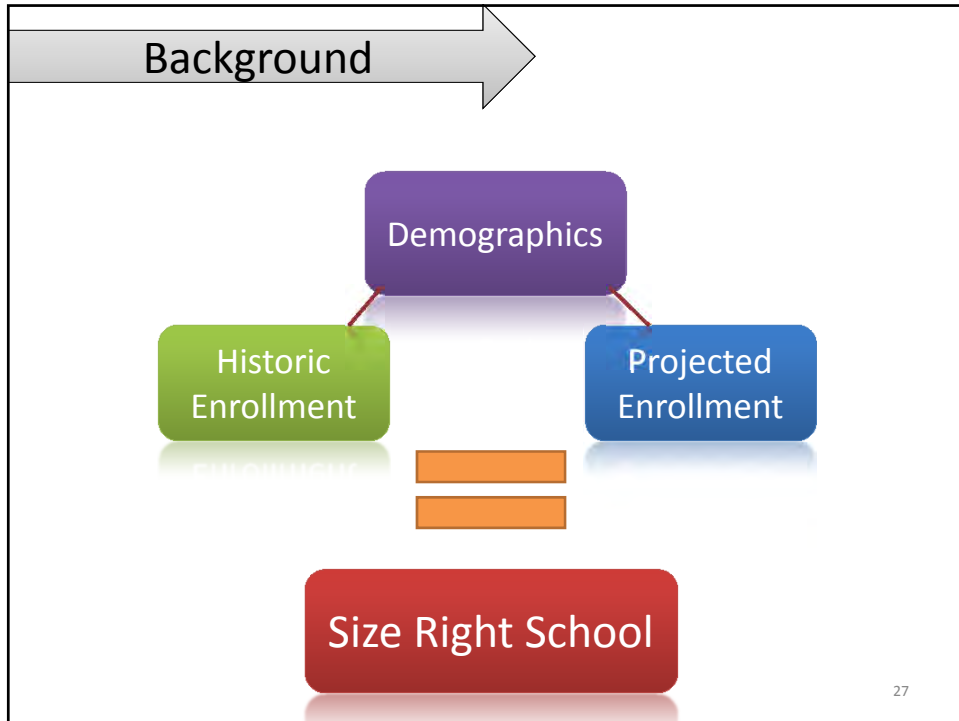 Background
Demographics
Historic
Enrollment
Projected
Enrollment
Size Right School
27